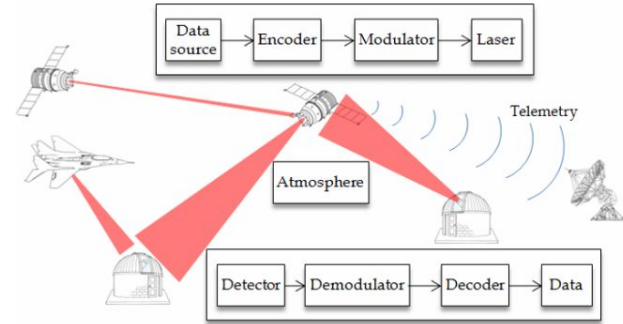 Data
source
Encoder
Modulator
Laser
Telemetry
Atmosphere
Detector
Demodulator
Decoder
Data